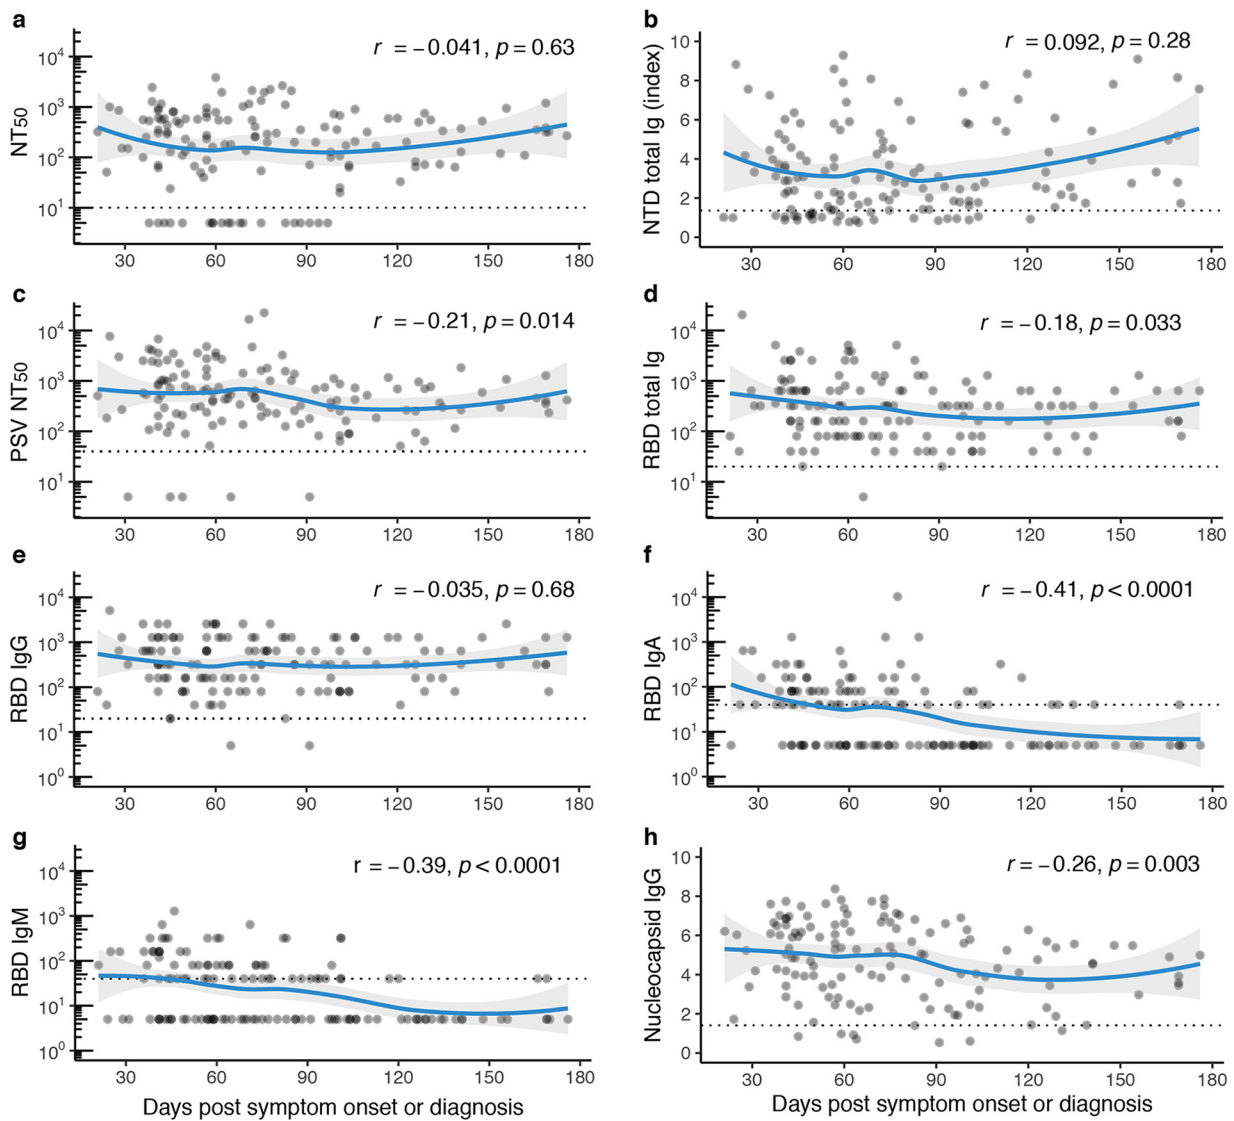 a
r = −0.041, p = 0.63
NT50
10^4
10^3
10^2
10^1
30 60 90 120 150 180
b
r = 0.092, p = 0.28
NTD total Ig (index)
10
8
6
4
2
0
30 60 90 120 150 180
c
r = −0.21, p = 0.014
PSV NT50
10^4
10^3
10^2
10^1
30 60 90 120 150 180
d
r = −0.18, p = 0.033
RBD total Ig
10^4
10^3
10^2
10^1
30 60 90 120 150 180
e
r = −0.035, p = 0.68
RBD IgG
10^4
10^3
10^2
10^1
10^0
30 60 90 120 150 180
f
r = −0.41, p < 0.0001
RBD IgA
10^4
10^3
10^2
10^1
10^0
30 60 90 120 150 180
g
r = −0.39, p < 0.0001
RBD IgM
10^4
10^3
10^2
10^1
10^0
30 60 90 120 150 180
Days post symptom onset or diagnosis
h
r = −0.26, p = 0.003
Nucleocapsid IgG
10
8
6
4
2
0
30 60 90 120 150 180
Days post symptom onset or diagnosis